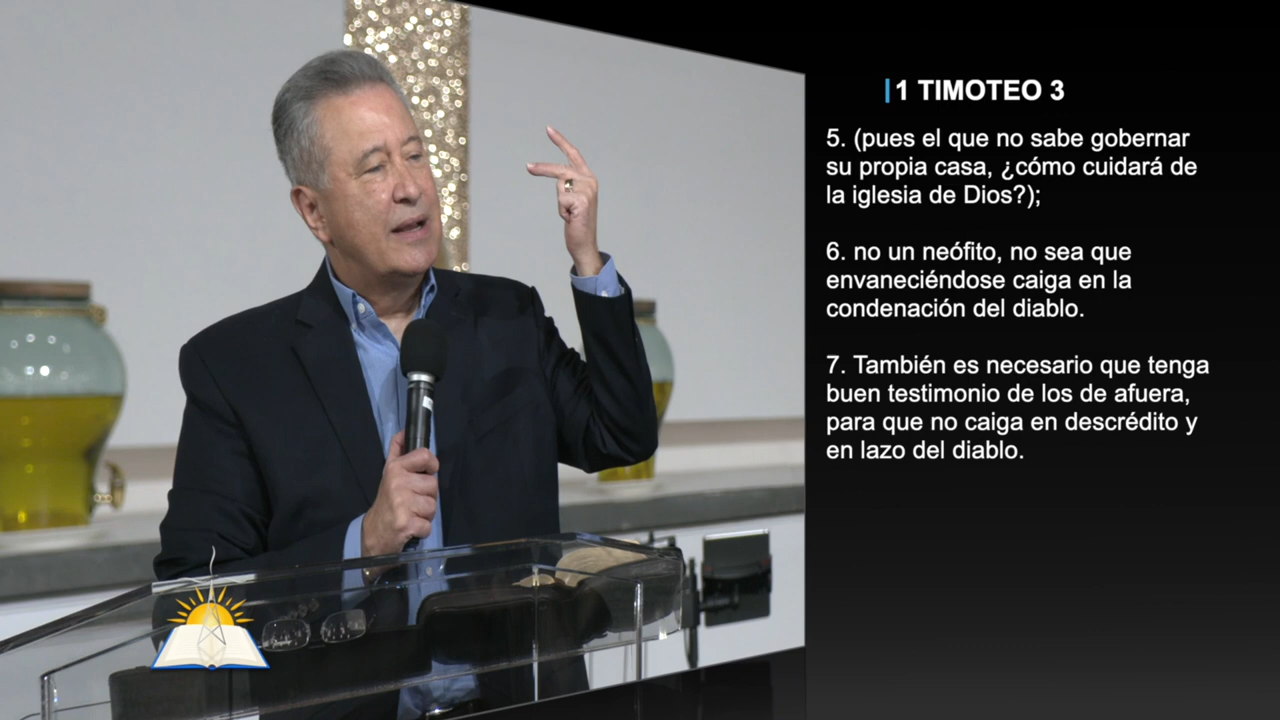 1 TIMOTEO 3
5. (pues el que no sabe gobernar
su propia casa, ¿cómo cuidará de
la iglesia de Dios?);
6. no un neófito, no sea que
envaneciéndose caiga en la
condenación del diablo.
7. También es necesario que tenga
buen testimonio de los de afuera,
para que no caiga en descrédito y
en lazo del diablo.